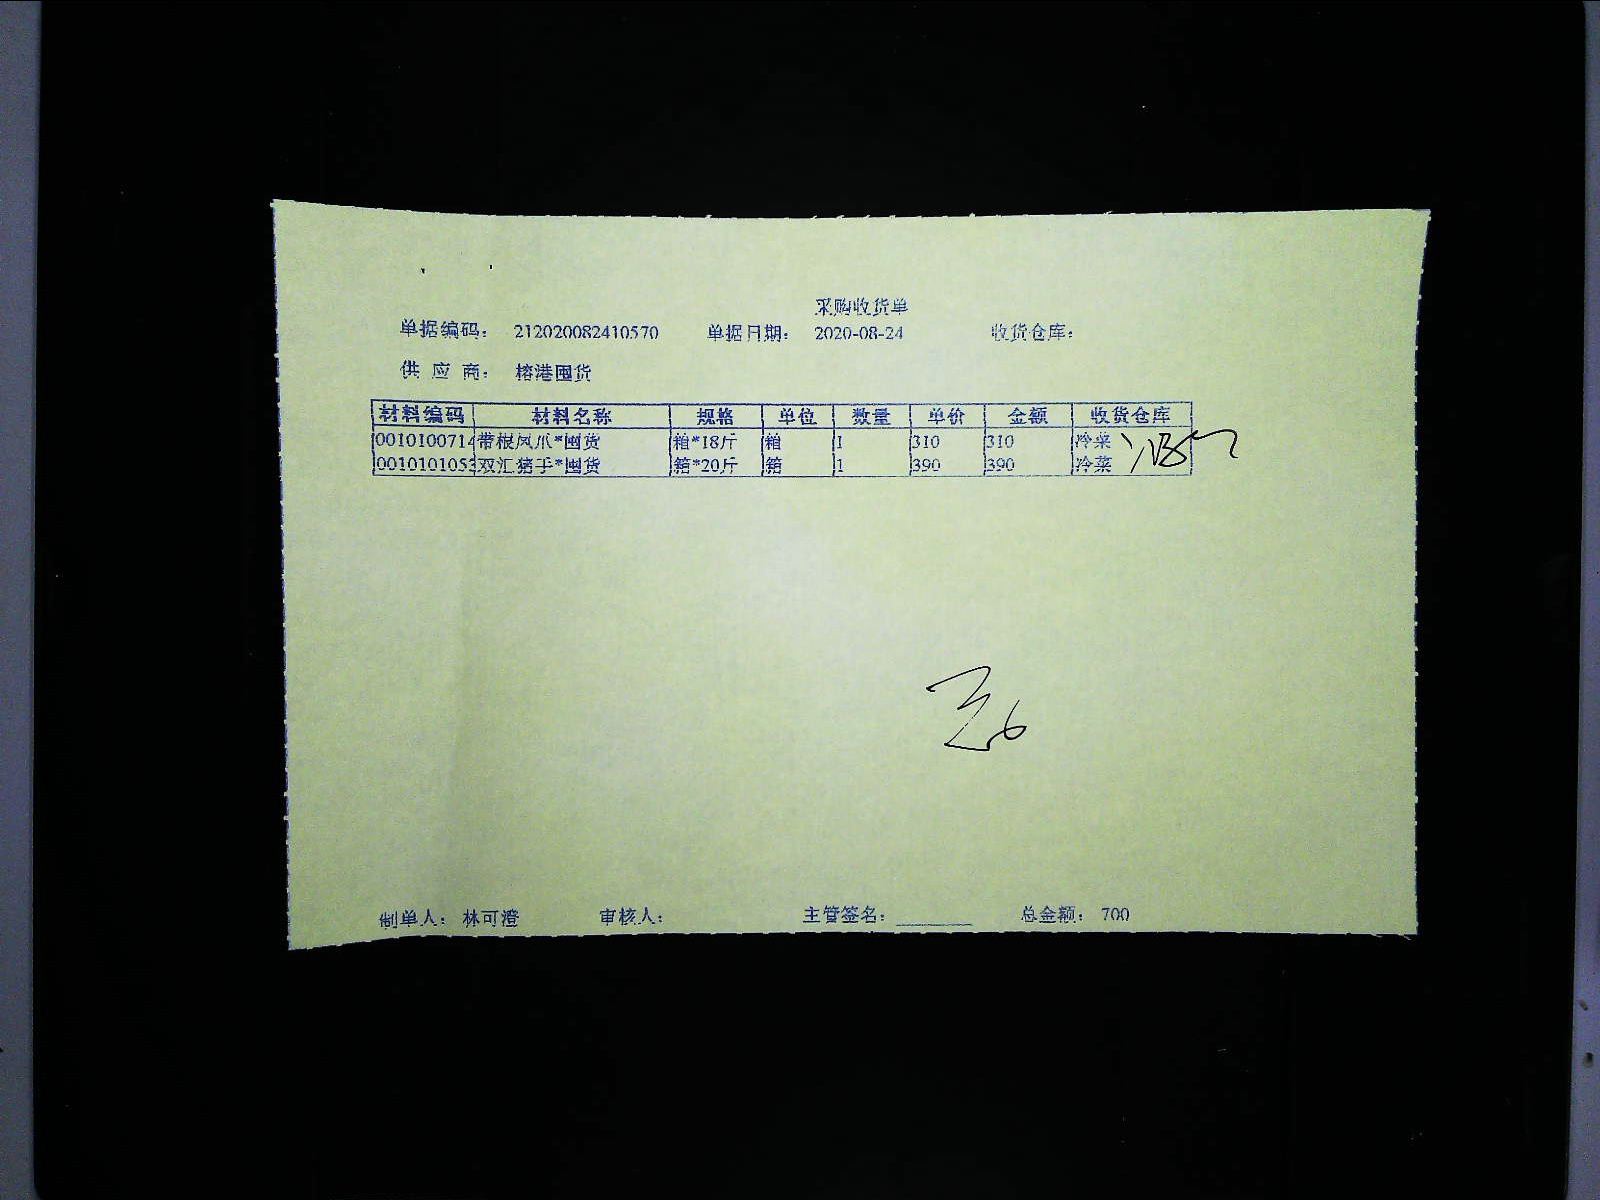 采购收货单
单据编码： 212020082410570 单据日期： 2020-08-24 收货仓库：
供 应 商： 榕港囤货
材料编码 材料名称 规格 单位 数量 单价 金额 收货仓库
0010100714 带根凤爪*囤货 箱*18斤 箱 1 310 310 冷菜
0010101053 双汇猪手*囤货 箱*20斤 箱 1 390 390 冷菜
制单人： 林可澄 审核人： 主管签名： 总金额： 700